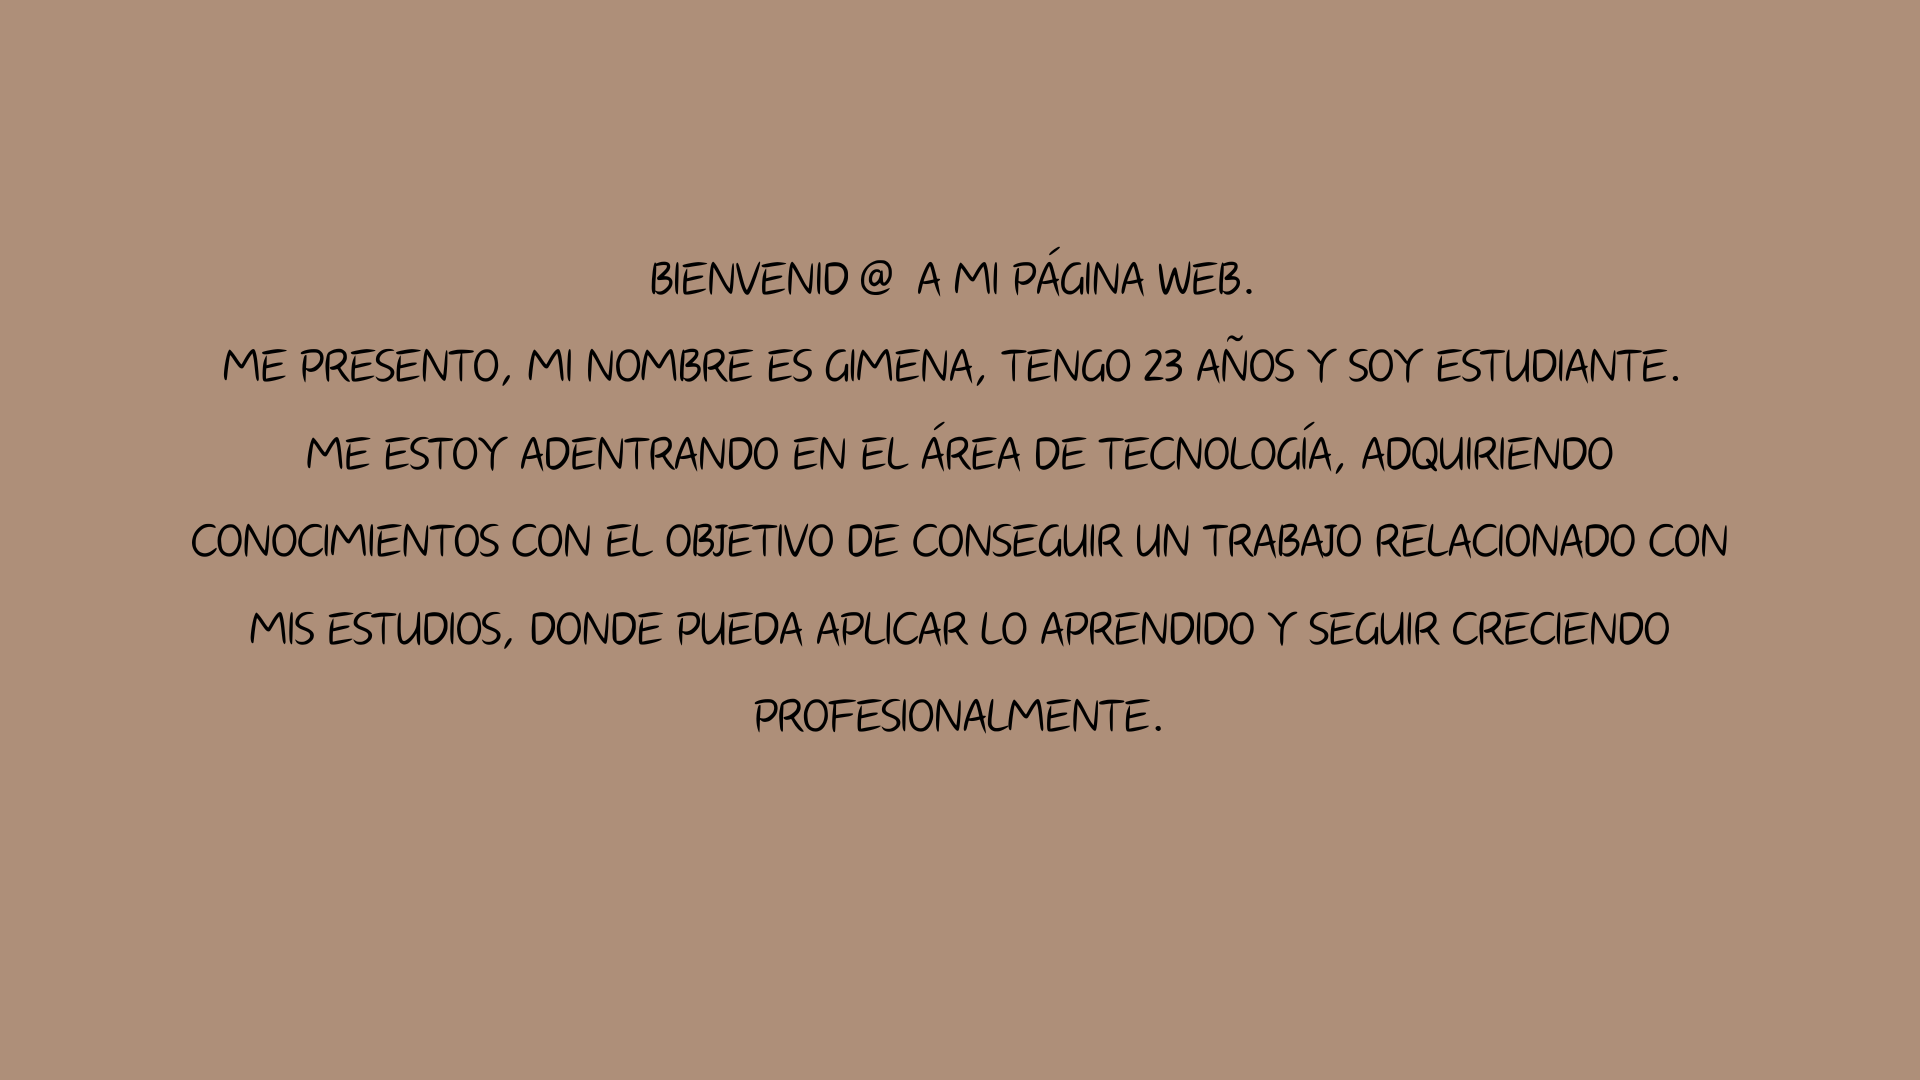 BIENVENID @ A MI PÁGINA WEB.
ME PRESENTO, MI NOMBRE ES GIMENA, TENGO 23 AÑOS Y SOY ESTUDIANTE.
ME ESTOY ADENTRANDO EN EL ÁREA DE TECNOLOGÍA, ADQUIRIENDO
CONOCIMIENTOS CON EL OBJETIVO DE CONSEGUIR UN TRABAJO RELACIONADO CON
MIS ESTUDIOS, DONDE PUEDA APLICAR LO APRENDIDO Y SEGUIR CRECIENDO
PROFESIONALMENTE.